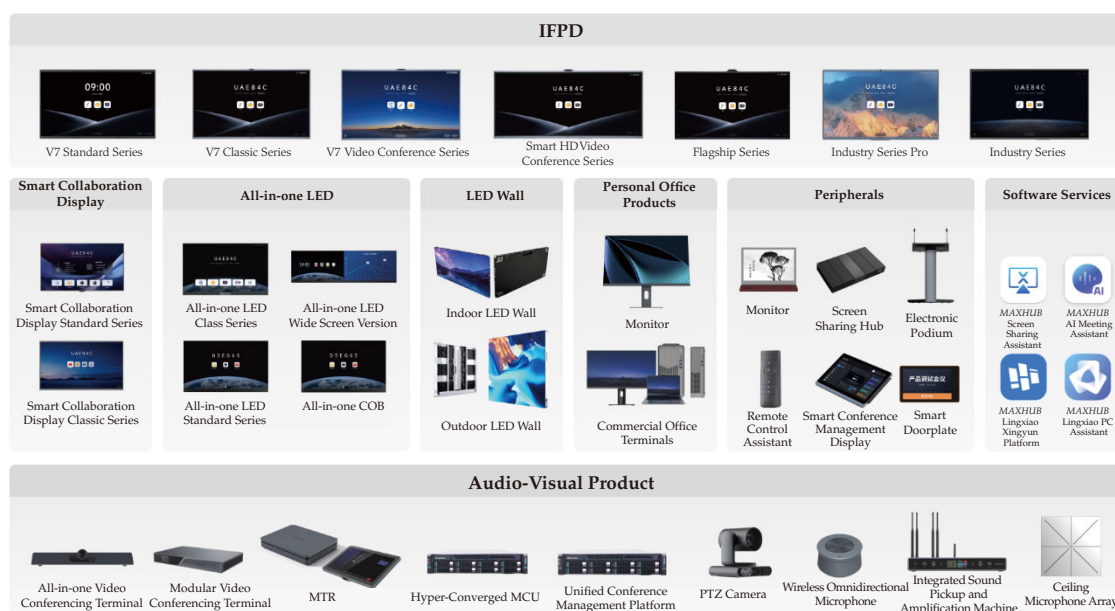 IFPD
09:00
UAE84C
UAE84C
UAE84C
UAE84C
UAE84C
UAE84C
V7 Standard Series
V7 Classic Series
V7 Video Conference Series
Smart HD Video
Conference Series
Flagship Series
Industry Series Pro
Industry Series
Smart Collaboration
Display
UAE84C
Smart Collaboration
Display Standard Series
UAE84C
Smart Collaboration
Display Classic Series
All-in-one LED
UAE84C
All-in-one LED
Class Series
All-in-one LED
Wide Screen Version
DSEG65
All-in-one LED
Standard Series
DSEG65
All-in-one COB
LED Wall
Indoor LED Wall
Outdoor LED Wall
Personal Office
Products
Monitor
Commercial Office
Terminals
Peripherals
Monitor
Screen
Sharing Hub
Electronic
Podium
Remote
Control
Assistant
Smart Conference
Management
Display
产品调试会议
Smart
Doorplate
Software Services
MAXHUB
Screen
Sharing
Assistant
AI
MAXHUB
AI Meeting
Assistant
MAXHUB
Lingxiao
Xingyun
Platform
MAXHUB
Lingxiao PC
Assistant
Audio-Visual Product
All-in-one Video
Conferencing Terminal
Modular Video
Conferencing Terminal
MTR
Hyper-Converged MCU
Unified Conference
Management Platform
PTZ Camera
Wireless Omnidirectional
Microphone
Integrated Sound
Pickup and
Amplification Machine
Ceiling
Microphone Array